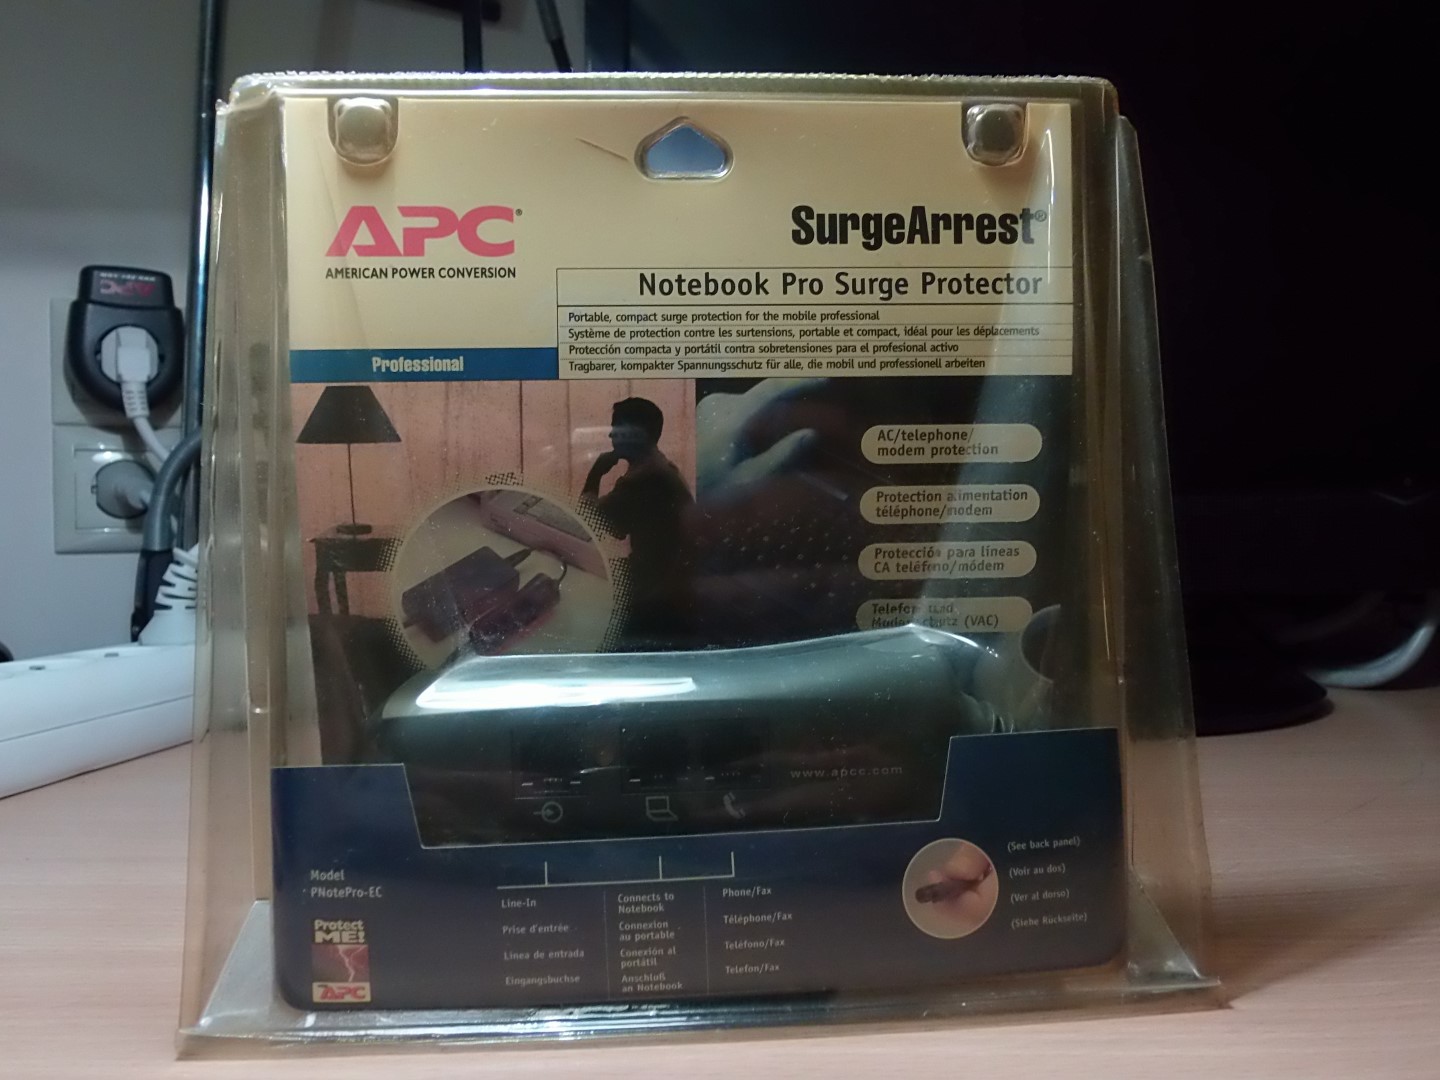 APC®
AMERICAN POWER CONVERSION
SurgeArrest®
Notebook Pro Surge Protector
Portable, compact surge protection for the mobile professional
Système de protection contre les surtensions, portable et compact, idéal pour les déplacements
Protección compacta y portátil contra sobretensiones para el profesional activo
Tragbarer, kompakter Spannungsschutz für alle, die mobil und professionell arbeiten
Professional
AC/telephone/
modem protection
Protection alimentation
téléphone/modem
Protección para líneas
CA teléfono/módem
(VAC)
www.apcc.com
Model
PNotePro-EC
Protect
ME!
APC
Line-In
Prise d'entrée
Línea de entrada
Eingangsbuchse
Connects to
Notebook
Connexion
au portable
Conexión al
portátil
Anschluß
an Notebook
Phone/Fax
Téléphone/Fax
Teléfono/Fax
Telefon/Fax
(See back panel)
(Voir au dos)
(Ver al dorso)
(Siehe Rückseite)
APC